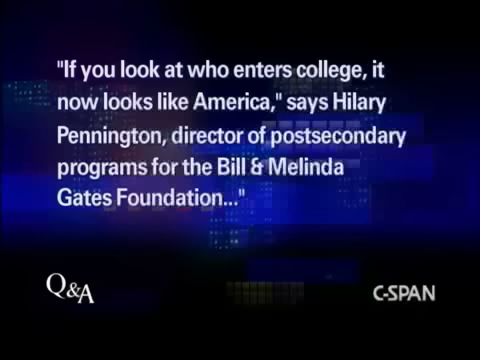 "If you look at who enters college, it
now looks like America," says Hilary
Pennington, director of postsecondary
programs for the Bill & Melinda
Gates Foundation..."
Q&A
C-SPAN